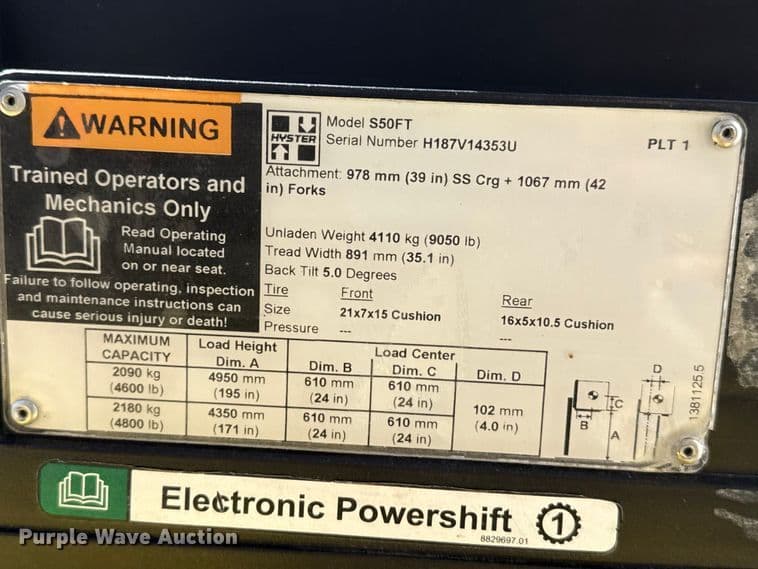 WARNING
Trained Operators and
Mechanics Only
Read Operating
Manual located
on or near seat.
Failure to follow operating, inspection
and maintenance instructions can
cause serious injury or death!
HYSTER
Model S50FT
Serial Number H187V14353U
PLT 1
Attachment: 978 mm (39 in) SS Crg + 1067 mm (42
in) Forks
Unladen Weight 4110 kg (9050 lb)
Tread Width 891 mm (35.1 in)
Back Tilt 5.0 Degrees
Tire Front Rear
Size 21x7x15 Cushion 16x5x10.5 Cushion
Pressure --- ---
MAXIMUM
CAPACITY
Load Height
Dim. A
Load Center
Dim. B Dim. C Dim. D
2090 kg 4950 mm 610 mm 610 mm
(4600 lb) (195 in) (24 in) (24 in)
102 mm
(4.0 in)
2180 kg 4350 mm 610 mm 610 mm
(4800 lb) (171 in) (24 in) (24 in)
D
C
B
A
1381125.5
Electronic Powershift 1
8829697.01
Purple Wave Auction